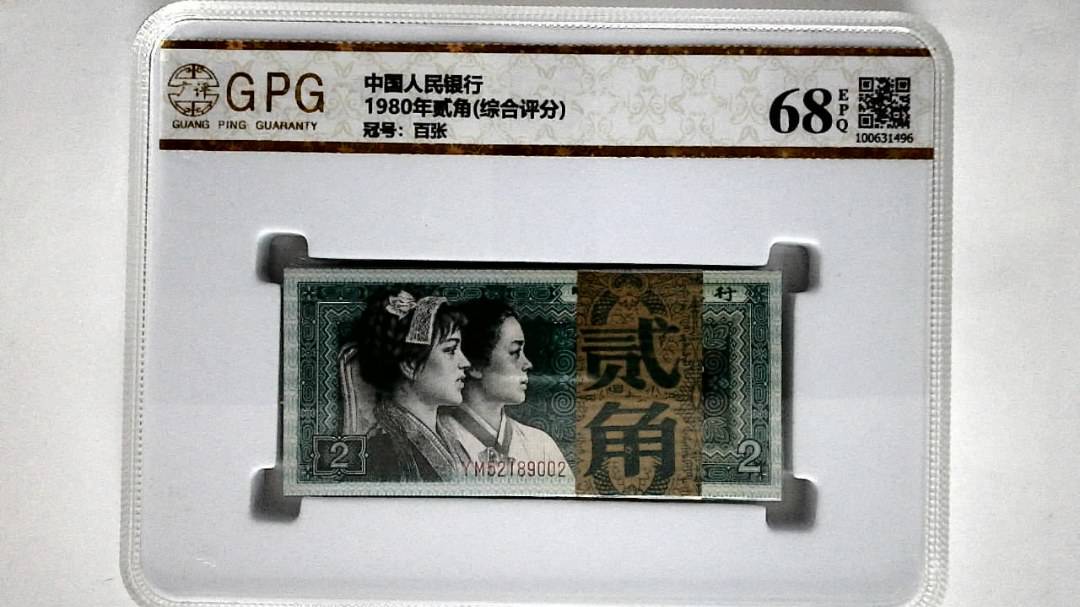 GPG
GUANG PING GUARANTY
中国人民银行
1980年贰角(综合评分)
冠号：百张
68 EPQ
100631496
行
贰角
2
YM52189002
2